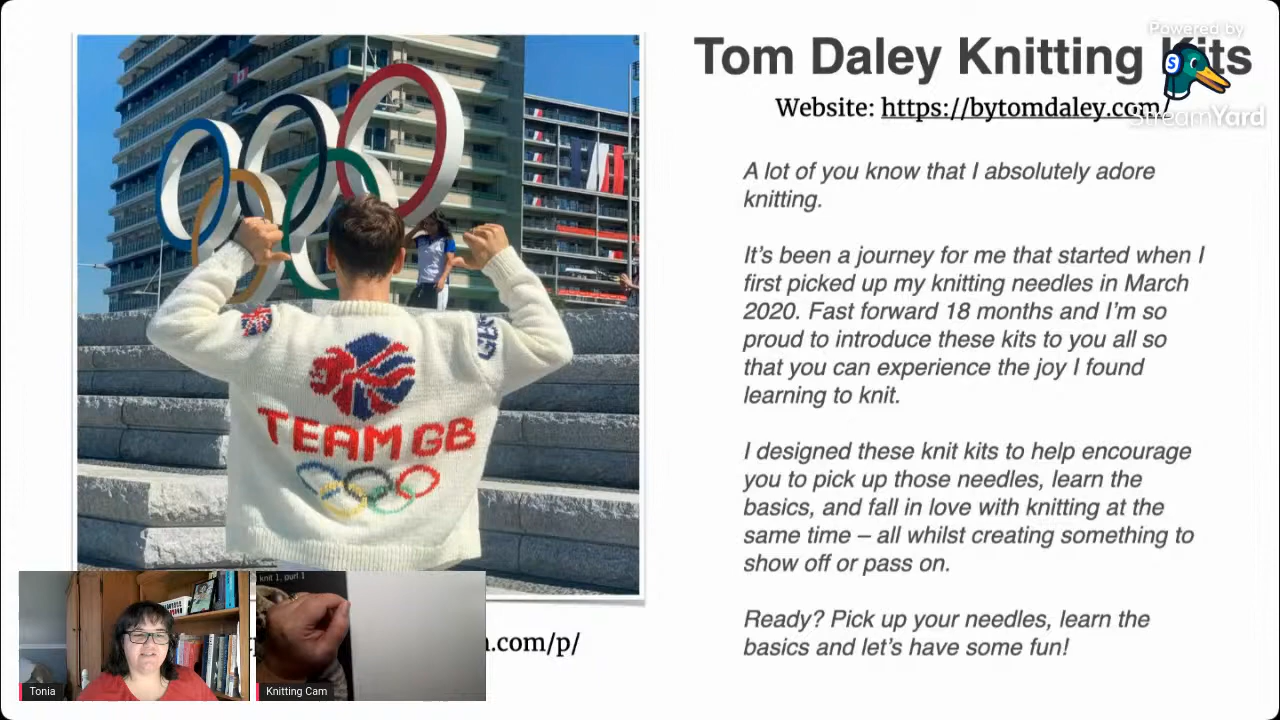 Tom Daley Knitting Kits
Powered by
StreamYard
Website: https://bytomdaley.com/
A lot of you know that I absolutely adore
knitting.
It's been a journey for me that started when I
first picked up my knitting needles in March
2020. Fast forward 18 months and I'm so
proud to introduce these kits to you all so
that you can experience the joy I found
learning to knit.
I designed these knit kits to help encourage
you to pick up those needles, learn the
basics, and fall in love with knitting at the
same time – all whilst creating something to
show off or pass on.
Ready? Pick up your needles, learn the
basics and let's have some fun!
TEAM GB
knit 1, purl 1
.com/p/
Tonia
Knitting Cam